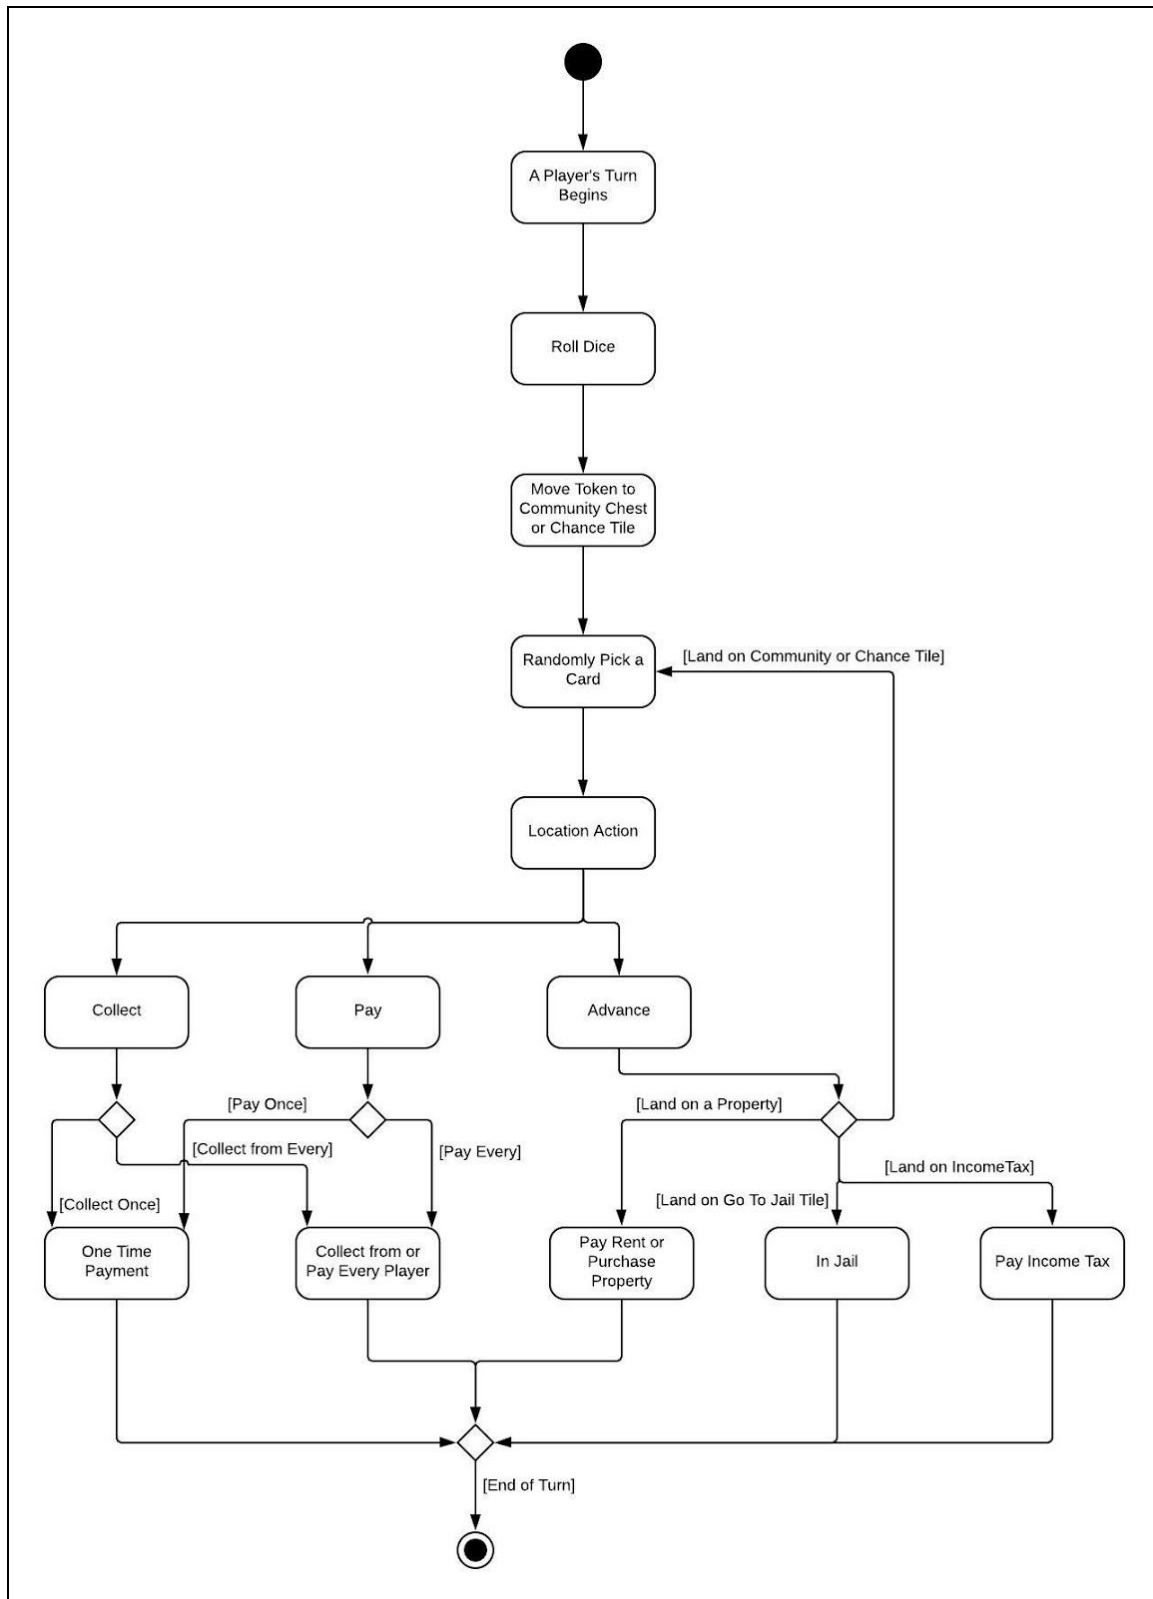 A Player's Turn
Begins
Roll Dice
Move Token to
Community Chest
or Chance Tile
Randomly Pick a
Card
[Land on Community or Chance Tile]
Location Action
Collect
Pay
Advance
[Pay Once]
[Land on a Property]
[Collect from Every]
[Pay Every]
[Land on IncomeTax]
[Collect Once]
[Land on Go To Jail Tile]
One Time
Payment
Collect from or
Pay Every Player
Pay Rent or
Purchase
Property
In Jail
Pay Income Tax
[End of Turn]